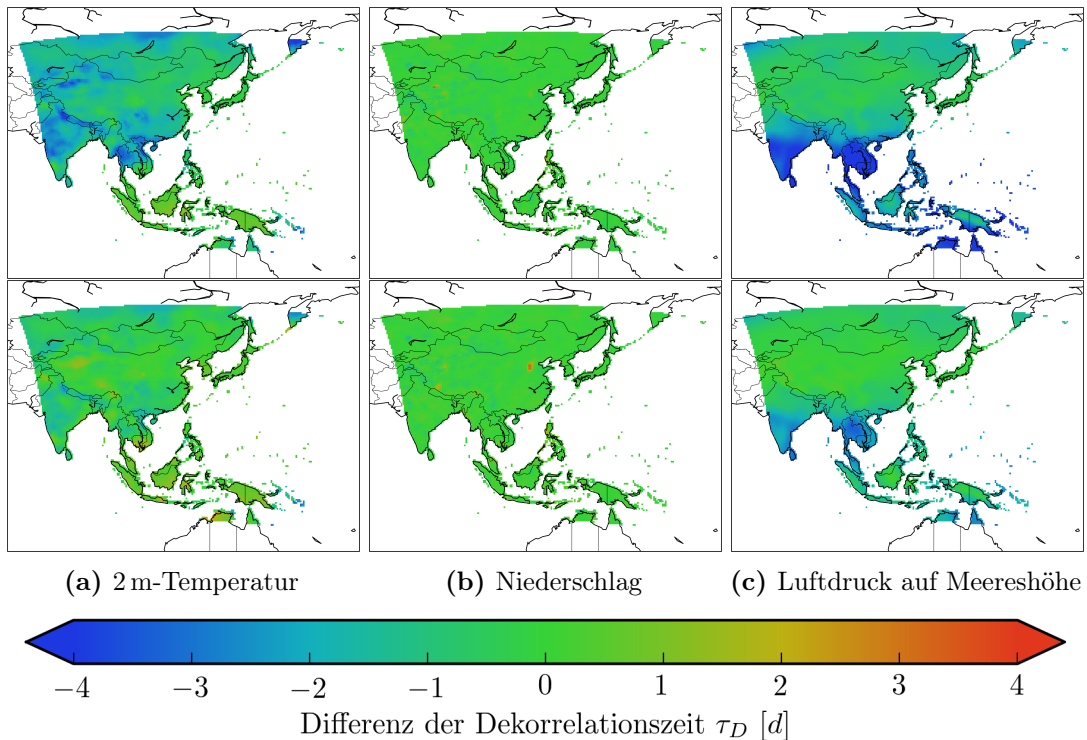 (a) 2 m-Temperatur
(b) Niederschlag
(c) Luftdruck auf Meereshöhe
−4 −3 −2 −1 0 1 2 3 4
Differenz der Dekorrelationszeit τ_D [d]